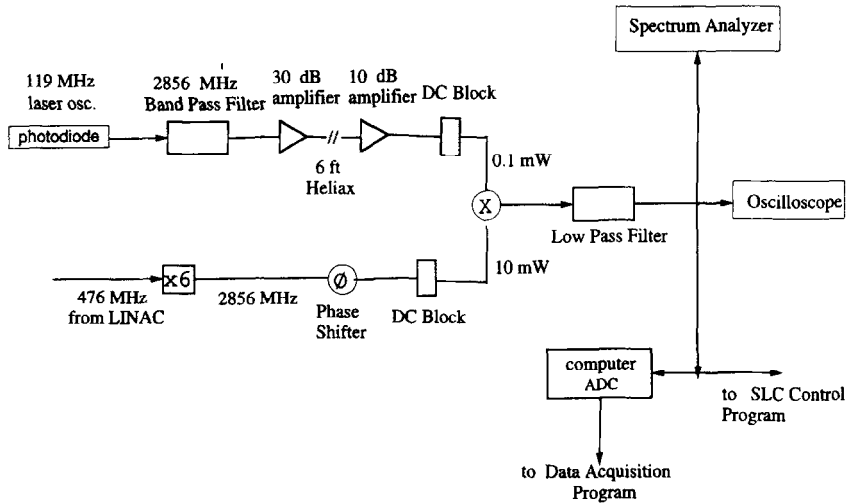 Spectrum Analyzer
119 MHz
laser osc.
photodiode
2856 MHz
Band Pass Filter
30 dB
amplifier
10 dB
amplifier
DC Block
//
6 ft
Heliax
0.1 mW
X
Low Pass Filter
Oscilloscope
10 mW
476 MHz
from LINAC
x6
2856 MHz
Ø
Phase
Shifter
DC Block
computer
ADC
to SLC Control
Program
to Data Acquisition
Program